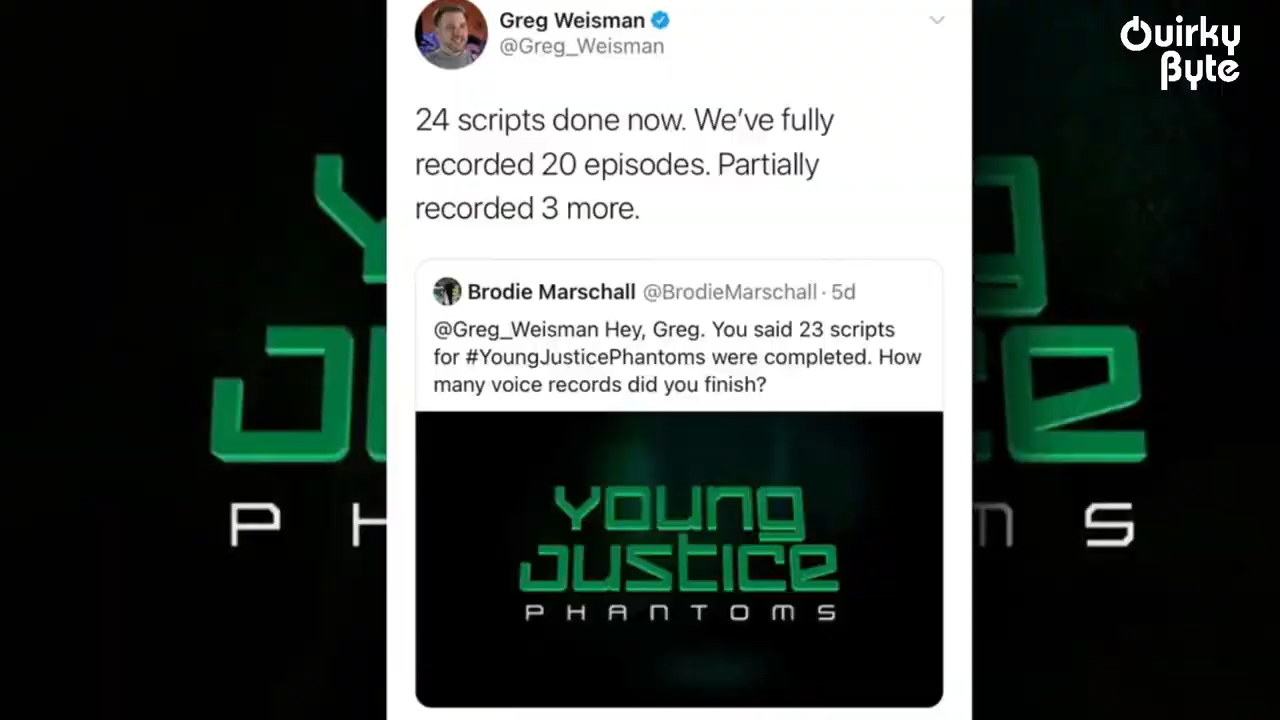 Quirky
Byte
Greg Weisman
@Greg_Weisman
24 scripts done now. We’ve fully
recorded 20 episodes. Partially
recorded 3 more.
Brodie Marschall @BrodieMarschall · 5d
@Greg_Weisman Hey, Greg. You said 23 scripts
for #YoungJusticePhantoms were completed. How
many voice records did you finish?
young
justice
PHANTOMS